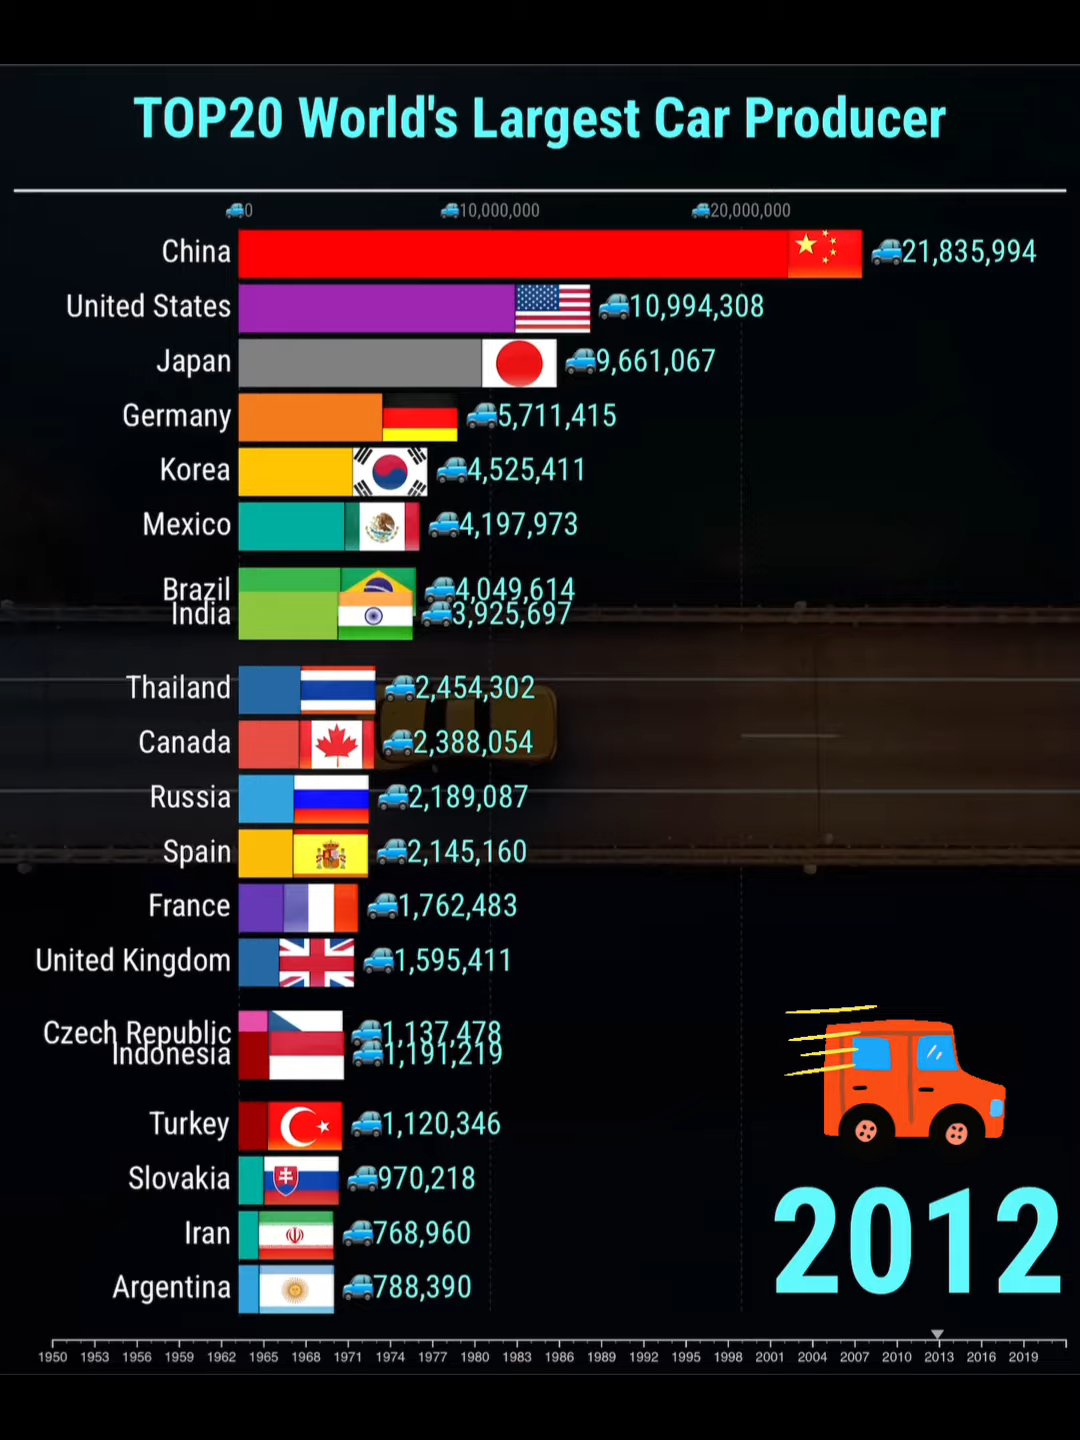 TOP20 World's Largest Car Producer
0 10,000,000 20,000,000
China 21,835,994
United States 10,994,308
Japan 9,661,067
Germany 5,711,415
Korea 4,525,411
Mexico 4,197,973
Brazil 4,049,614
India 3,925,697
Thailand 2,454,302
Canada 2,388,054
Russia 2,189,087
Spain 2,145,160
France 1,762,483
United Kingdom 1,595,411
Czech Republic 1,137,478
Indonesia 1,191,219
Turkey 1,120,346
Slovakia 970,218
Iran 768,960
Argentina 788,390
2012
1950 1953 1956 1959 1962 1965 1968 1971 1974 1977 1980 1983 1986 1989 1992 1995 1998 2001 2004 2007 2010 2013 2016 2019